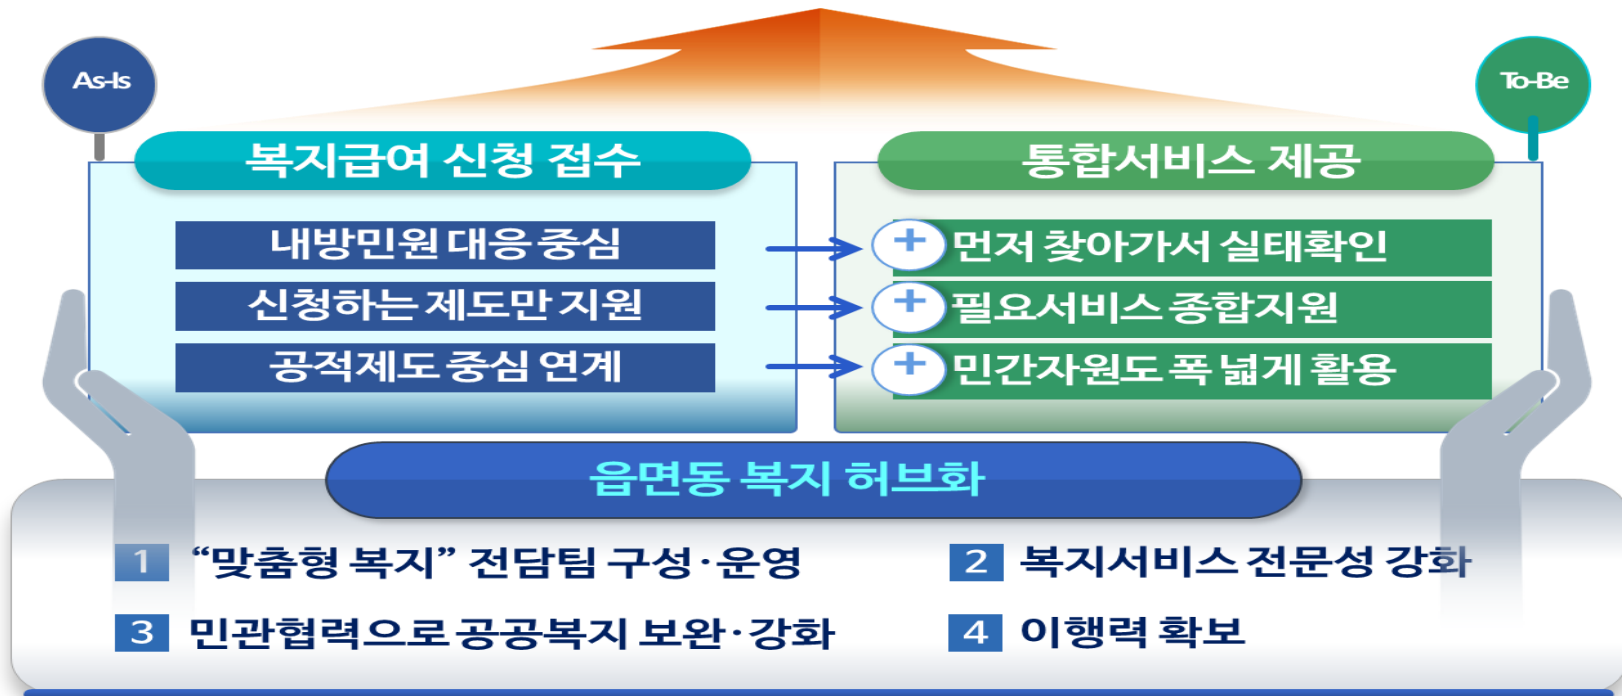 As-Is
To-Be
복지급여 신청 접수
내방민원 대응 중심
신청하는 제도만 지원
공적제도 중심 연계
통합서비스 제공
+ 먼저 찾아가서 실태확인
+ 필요서비스 종합지원
+ 민간자원도 폭 넓게 활용
읍면동 복지 허브화
1 “맞춤형 복지” 전담팀 구성·운영
2 복지서비스 전문성 강화
3 민관협력으로 공공복지 보완·강화
4 이행력 확보